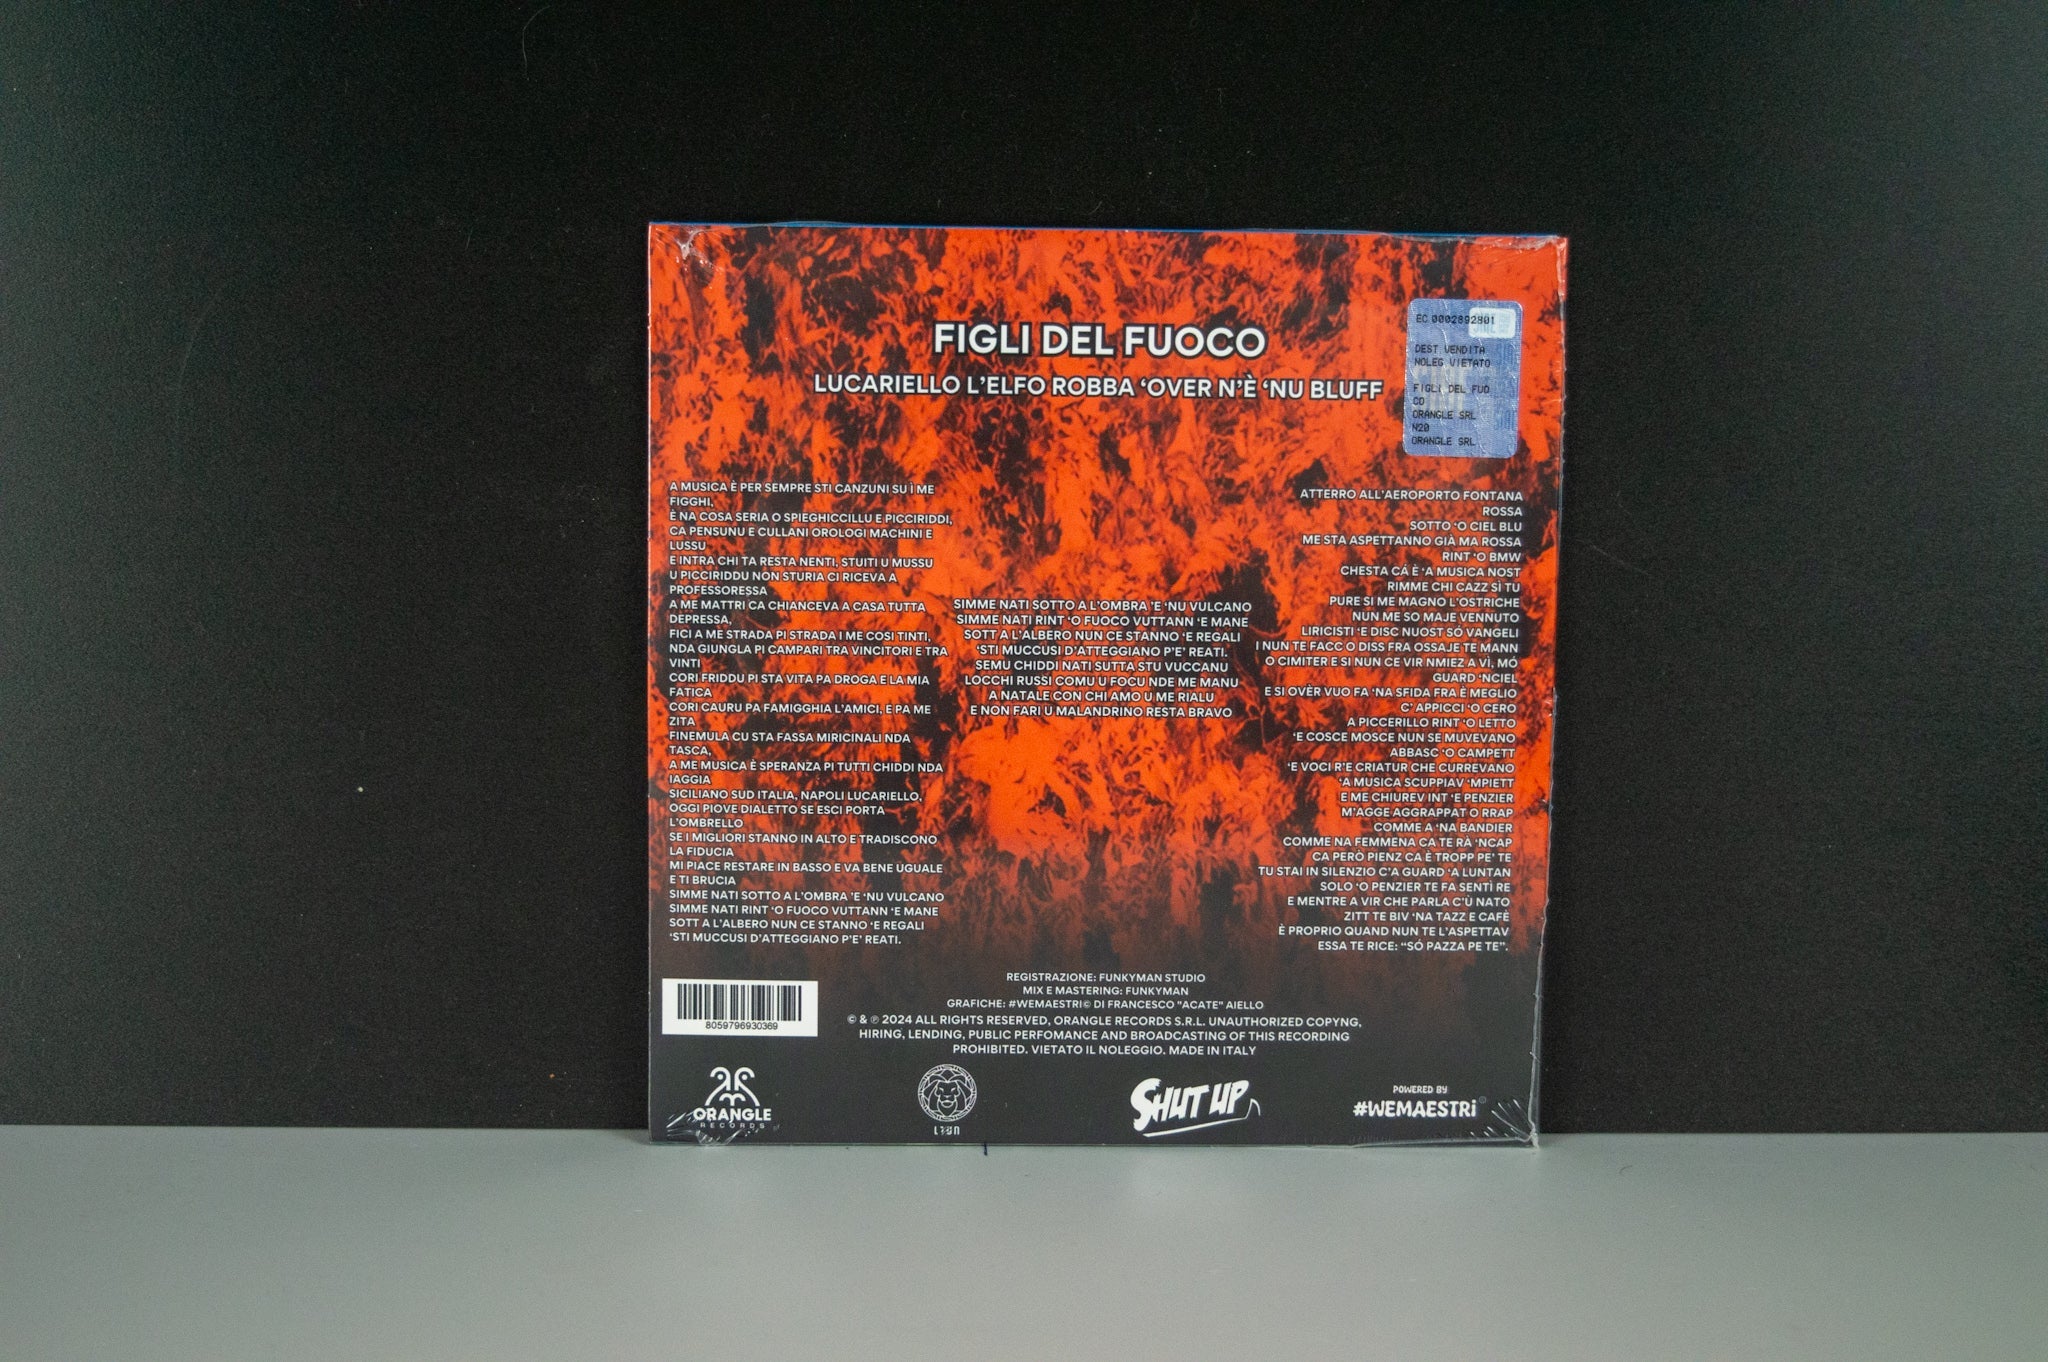 FIGLI DEL FUOCO
LUCARIELLO L'ELFO ROBBA 'OVER N'È 'NU BLUFF
EC 0002892801
DEST VENDITA
NOLEG VIETATO
FIGLI DEL FUO
CO
ORANGLE SRL
N20
ORANGLE SRL
A MUSICA È PER SEMPRE STI CANZUNI SU Ì ME
FIGGHI,
È NA COSA SERIA O SPIEGHICCILLU E PICCIRIDDI,
CA PENSUNU E CULLANI OROLOGI MACHINI E
LUSSU
E INTRA CHI TA RESTA NENTI, STUITI U MUSSU
U PICCIRIDDU NON STURIA CI RICEVA A
PROFESSORESSA
A ME MATTRI CA CHIANCEVA A CASA TUTTA
DEPRESSA,
FICI A ME STRADA PI STRADA I ME COSI TINTI,
NDA GIUNGLA PI CAMPARI TRA VINCITORI E TRA
VINTI
CORI FRIDDU PI STA VITA PA DROGA E LA MIA
FATICA
CORI CAURU PA FAMIGGHIA L'AMICI, E PA ME
ZITA
FINEMULA CU STA FASSA MIRICINALI NDA
TASCA,
A ME MUSICA È SPERANZA PI TUTTI CHIDDI NDA
IAGGIA
SICILIANO SUD ITALIA, NAPOLI LUCARIELLO,
OGGI PIOVE DIALETTO SE ESCI PORTA
L'OMBRELLO
SE I MIGLIORI STANNO IN ALTO E TRADISCONO
LA FIDUCIA
MI PIACE RESTARE IN BASSO E VA BENE UGUALE
E TI BRUCIA
SIMME NATI SOTTO A L'OMBRA 'E 'NU VULCANO
SIMME NATI RINT 'O FUOCO VUTTANN 'E MANE
SOTT A L'ALBERO NUN CE STANNO 'E REGALI
'STI MUCCUSI D'ATTEGGIANO P'E' REATI.
SIMME NATI SOTTO A L'OMBRA 'E 'NU VULCANO
SIMME NATI RINT 'O FUOCO VUTTANN 'E MANE
SOTT A L'ALBERO NUN CE STANNO 'E REGALI
'STI MUCCUSI D'ATTEGGIANO P'E' REATI.
SEMU CHIDDI NATI SUTTA STU VUCCANU
LOCCHI RUSSI COMU U FOCU NDE ME MANU
A NATALE CON CHI AMO U ME RIALU
E NON FARI U MALANDRINO RESTA BRAVO
ATTERRO ALL'AEROPORTO FONTANA
ROSSA
SOTTO 'O CIEL BLU
ME STA ASPETTANNO GIÀ MA ROSSA
RINT 'O BMW
CHESTA CÁ È 'A MUSICA NOST
RIMME CHI CAZZ SÌ TU
PURE SI ME MAGNO L'OSTRICHE
NUN ME SO MAJE VENNUTO
LIRICISTI 'E DISC NUOST SÓ VANGELI
I NUN TE FACC O DISS FRA OSSAJE TE MANN
O CIMITER E SI NUN CE VIR NMIEZ A VÌ, MÓ
GUARD 'NCIEL
E SI OVÈR VUO FA 'NA SFIDA FRA È MEGLIO
C' APPICCI 'O CERO
A PICCERILLO RINT 'O LETTO
'E COSCE MOSCE NUN SE MUVEVANO
ABBASC 'O CAMPETT
'E VOCI R'E CRIATUR CHE CURREVANO
'A MUSICA SCUPPIAV 'MPIETT
E ME CHIUREV INT 'E PENZIER
M'AGGE AGGRAPPAT O RRAP
COMME A 'NA BANDIER
COMME NA FEMMENA CA TE RÀ 'NCAP
CA PERÒ PIENZ CA È TROPP PE' TE
TU STAI IN SILENZIO C'A GUARD 'A LUNTAN
SOLO 'O PENZIER TE FA SENTÌ RE
E MENTRE A VIR CHE PARLA C'Ù NATO
ZITT TE BIV 'NA TAZZ E CAFÈ
È PROPRIO QUAND NUN TE L'ASPETTAV
ESSA TE RICE: "SÓ PAZZA PE TE".
REGISTRAZIONE: FUNKYMAN STUDIO
MIX E MASTERING: FUNKYMAN
GRAFICHE: #WEMAESTRI© DI FRANCESCO "ACATE" AIELLO
© & ℗ 2024 ALL RIGHTS RESERVED, ORANGLE RECORDS S.R.L. UNAUTHORIZED COPYNG,
HIRING, LENDING, PUBLIC PERFOMANCE AND BROADCASTING OF THIS RECORDING
PROHIBITED. VIETATO IL NOLEGGIO. MADE IN ITALY
8059796930369
ORANGLE
RECORDS
SHUT UP
POWERED BY
#WEMAESTRi